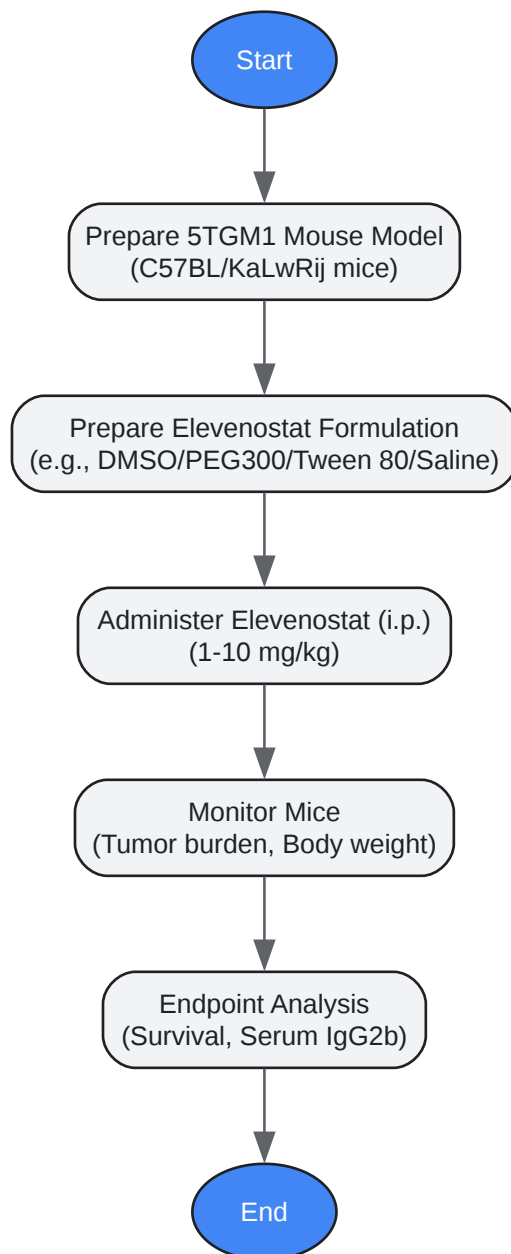 Start
Prepare 5TGM1 Mouse Model
(C57BL/KaLwRij mice)
Prepare Elevenostat Formulation
(e.g., DMSO/PEG300/Tween 80/Saline)
Administer Elevenostat (i.p.)
(1-10 mg/kg)
Monitor Mice
(Tumor burden, Body weight)
Endpoint Analysis
(Survival, Serum IgG2b)
End